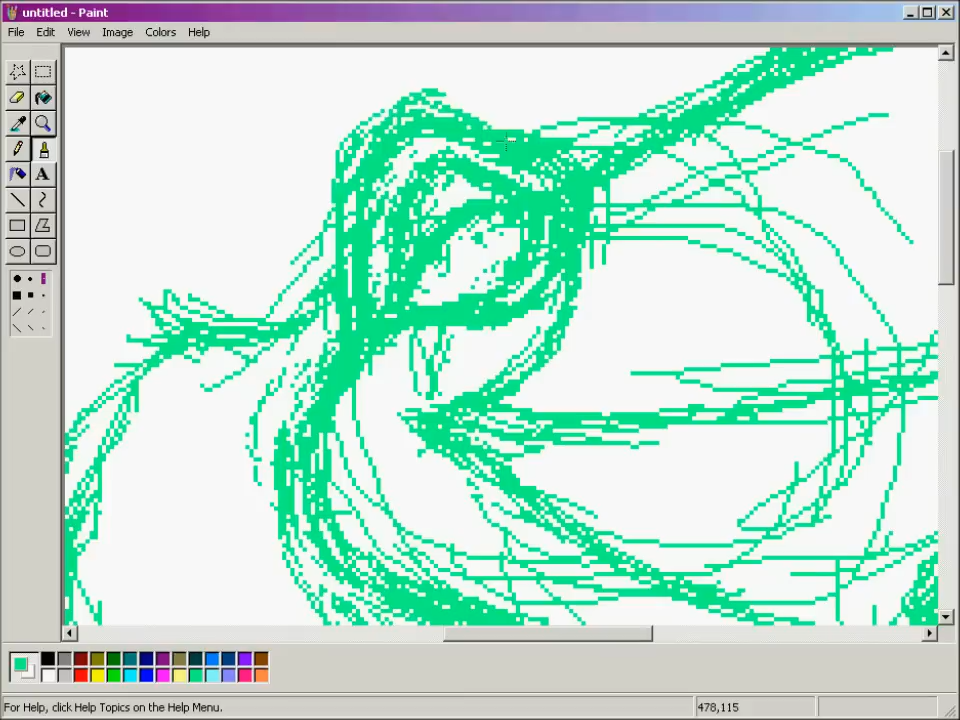 untitled - Paint
File Edit View Image Colors Help
A
For Help, click Help Topics on the Help Menu.
478,115